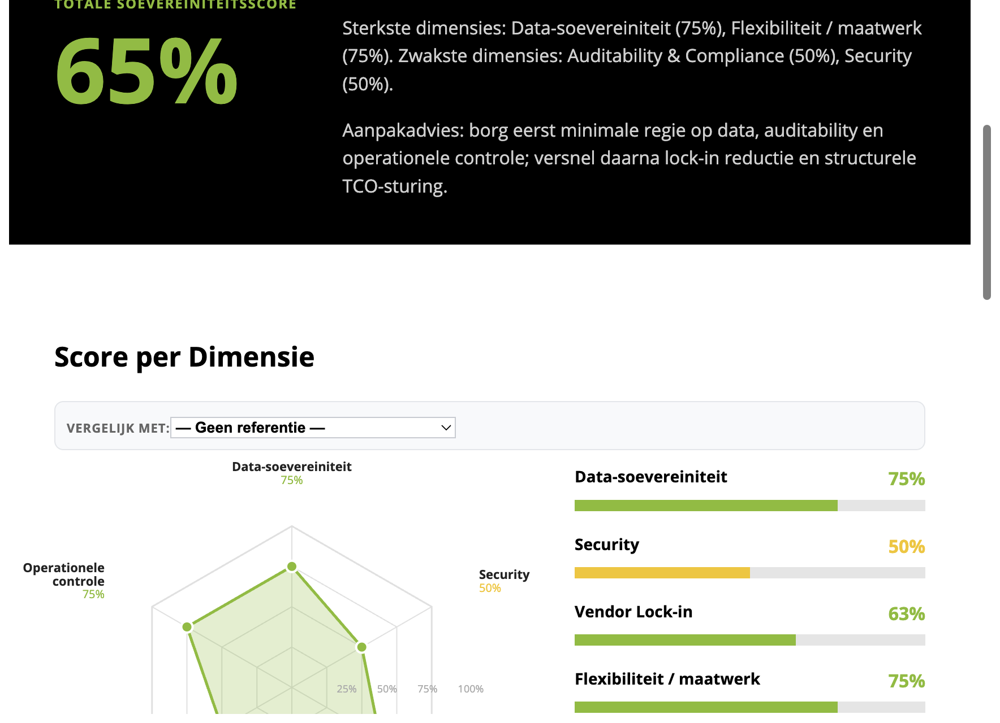 TOTALE SOEVEREINITEITSSCORE
65%
Sterkste dimensies: Data-soevereiniteit (75%), Flexibiliteit / maatwerk
(75%). Zwakste dimensies: Auditability & Compliance (50%), Security
(50%).
Aanpakadvies: borg eerst minimale regie op data, auditability en
operationele controle; versnel daarna lock-in reductie en structurele
TCO-sturing.
Score per Dimensie
VERGELIJK MET: — Geen referentie —
Data-soevereiniteit
75%
Operationele
controle
75%
Security
50%
25% 50% 75% 100%
Data-soevereiniteit 75%
Security 50%
Vendor Lock-in 63%
Flexibiliteit / maatwerk 75%